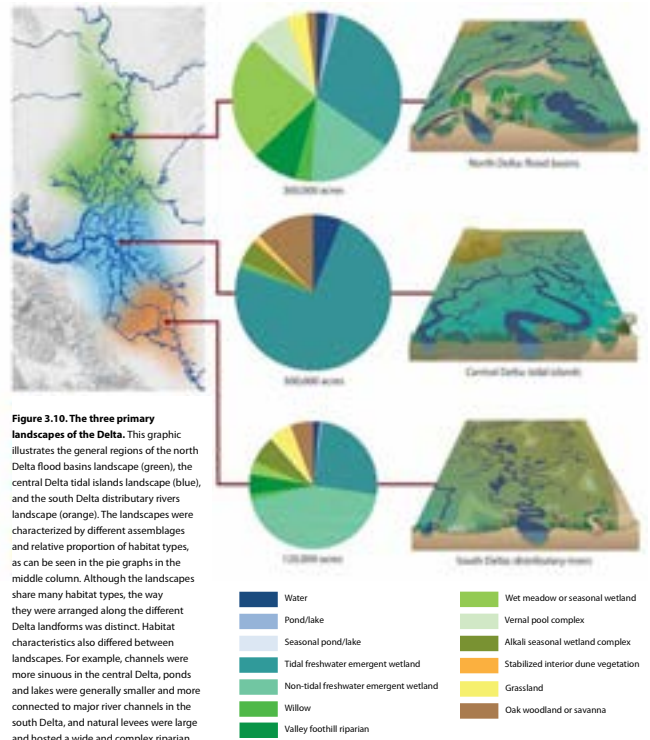 300,000 acres
North Delta: flood basins
Central Delta: tidal islands
120,000 acres
South Delta: distributary rivers
Figure 3.10. The three primary
landscapes of the Delta. This graphic
illustrates the general regions of the north
Delta flood basins landscape (green), the
central Delta tidal islands landscape (blue),
and the south Delta distributary rivers
landscape (orange). The landscapes were
characterized by different assemblages
and relative proportion of habitat types,
as can be seen in the pie graphs in the
middle column. Although the landscapes
share many habitat types, the way
they were arranged along the different
Delta landforms was distinct. Habitat
characteristics also differed between
landscapes. For example, channels were
more sinuous in the central Delta, ponds
and lakes were generally smaller and more
connected to major river channels in the
south Delta, and natural levees were large
and hosted a wide and complex riparian
Water
Pond/lake
Seasonal pond/lake
Tidal freshwater emergent wetland
Non-tidal freshwater emergent wetland
Willow
Valley foothill riparian
Wet meadow or seasonal wetland
Vernal pool complex
Alkali seasonal wetland complex
Stabilized interior dune vegetation
Grassland
Oak woodland or savanna